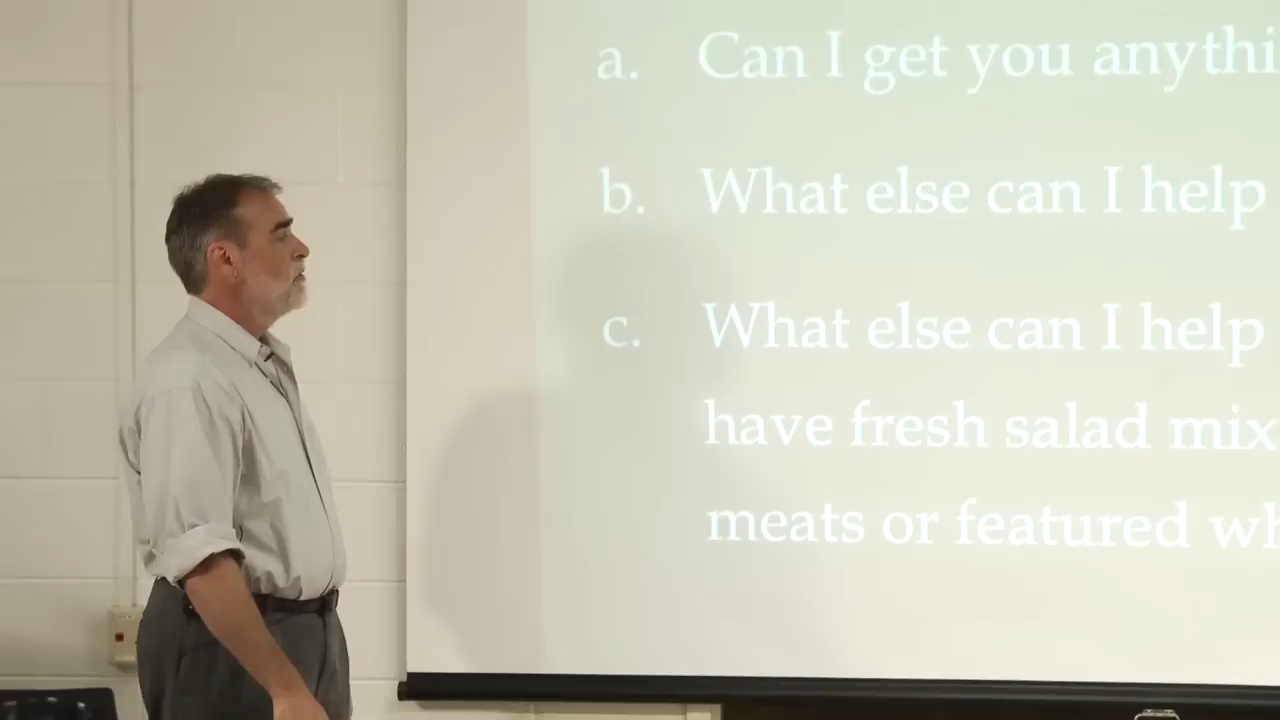 a. Can I get you anythi
b. What else can I help
c. What else can I help
have fresh salad mix
meats or featured wh